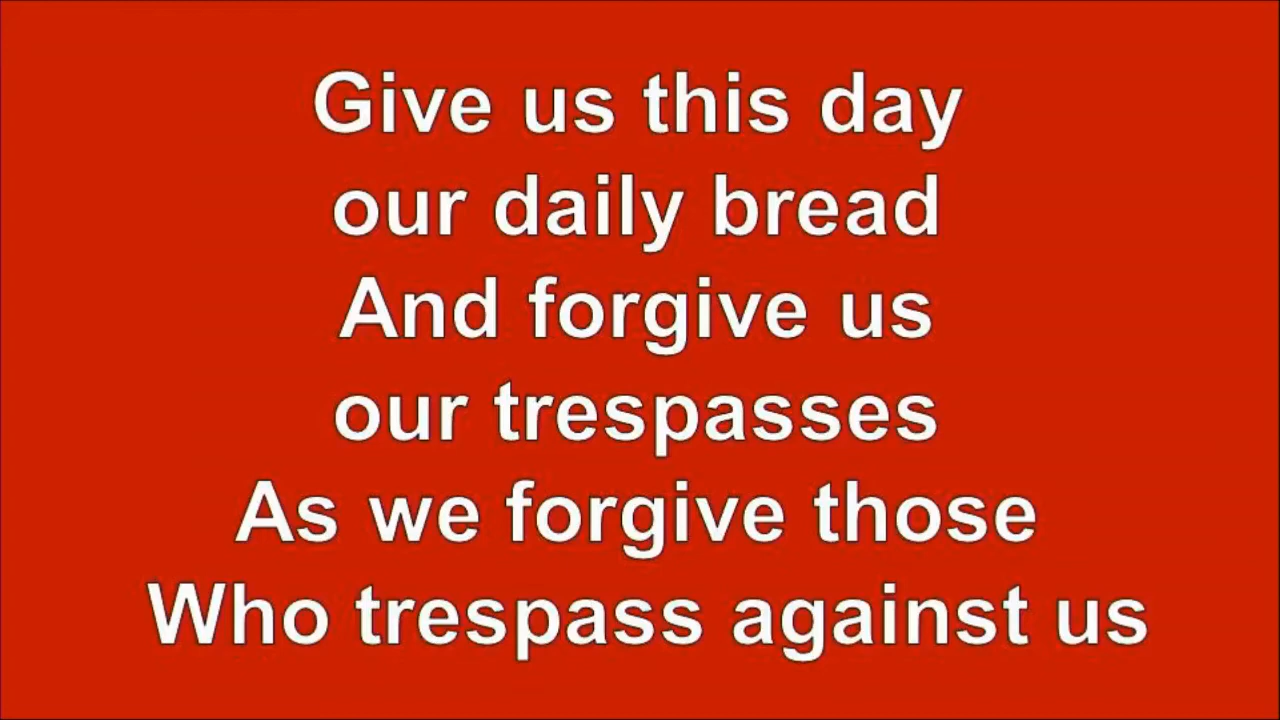 Give us this day
our daily bread
And forgive us
our trespasses
As we forgive those
Who trespass against us